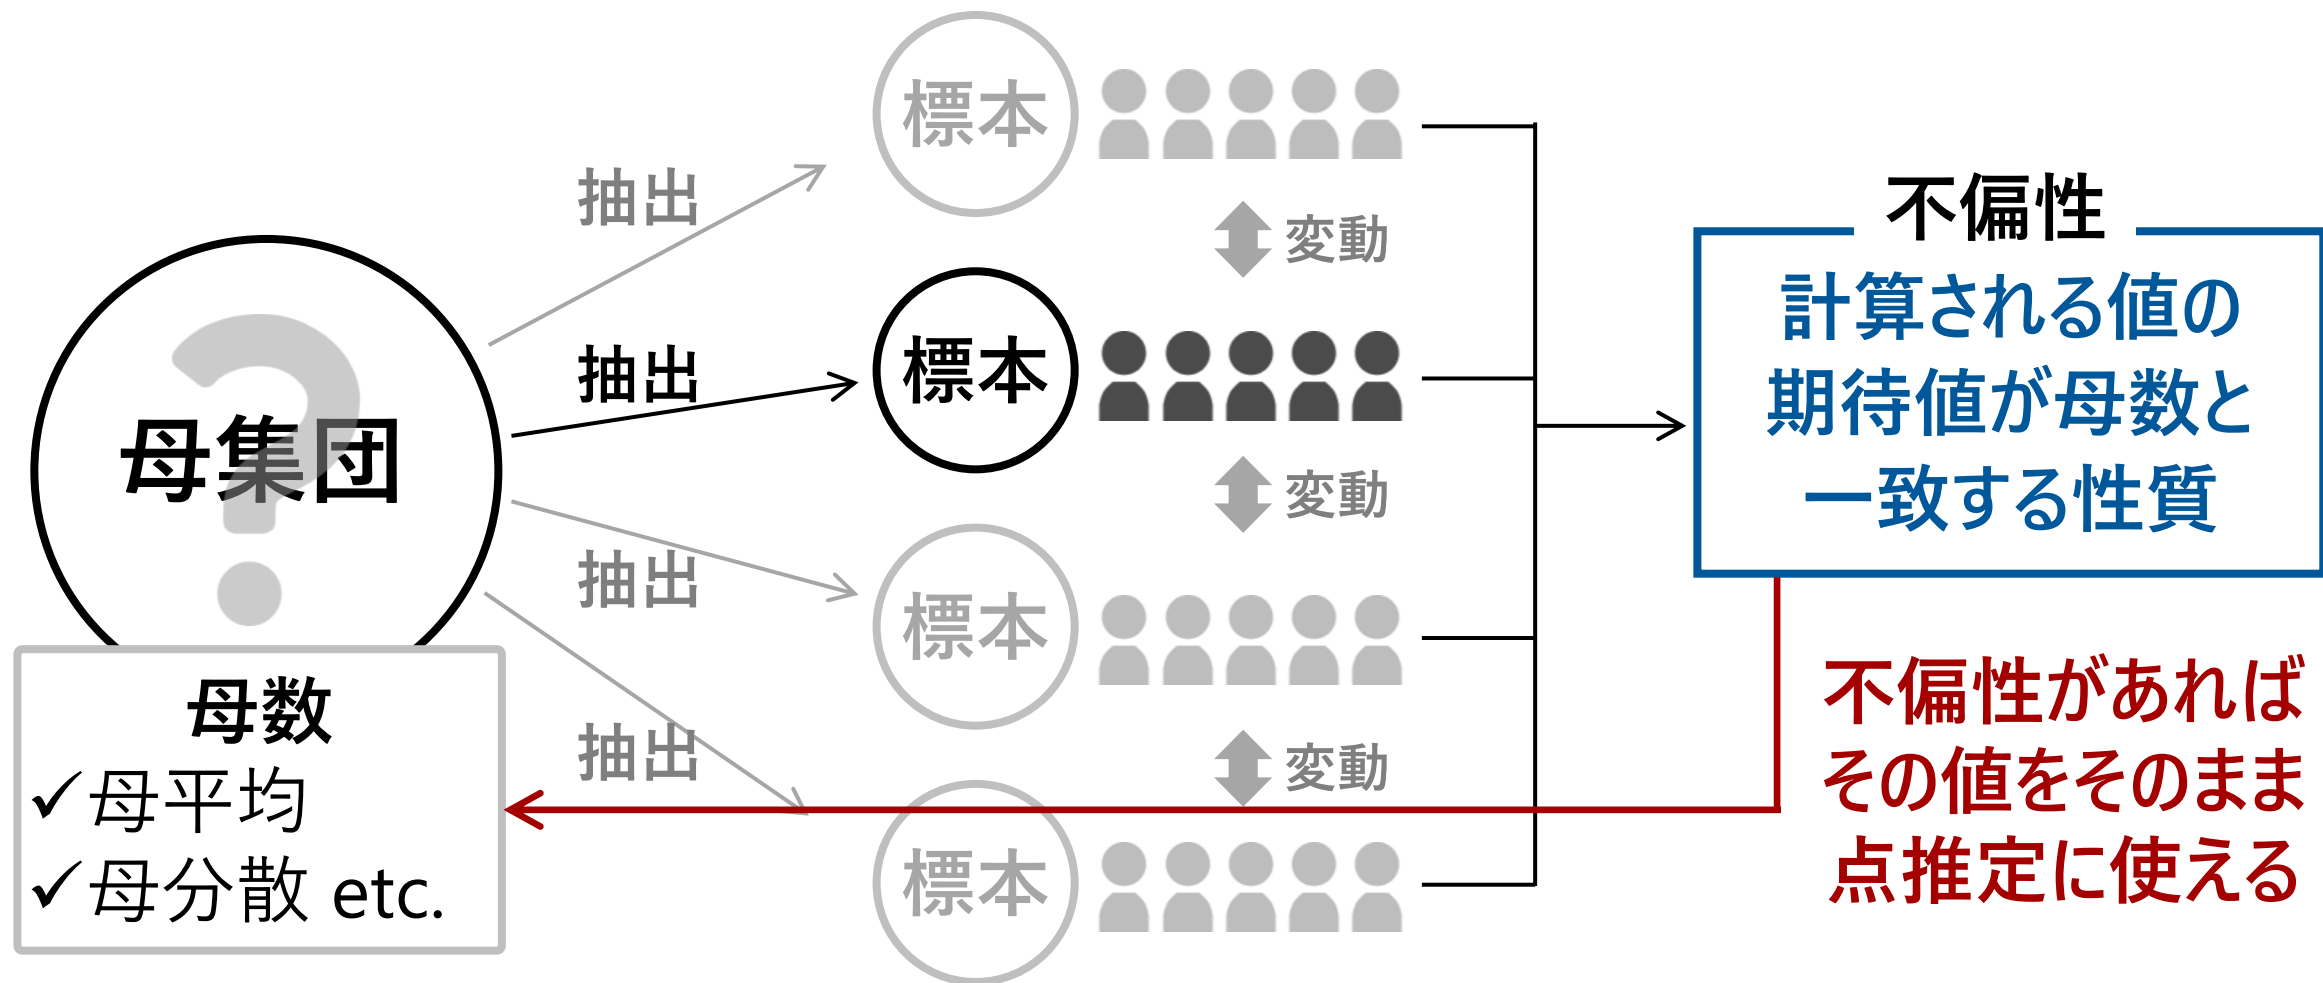 母集団
?
母数
✓母平均
✓母分散 etc.
抽出
抽出
抽出
抽出
標本
変動
標本
変動
標本
変動
標本
不偏性
計算される値の
期待値が母数と
一致する性質
不偏性があれば
その値をそのまま
点推定に使える